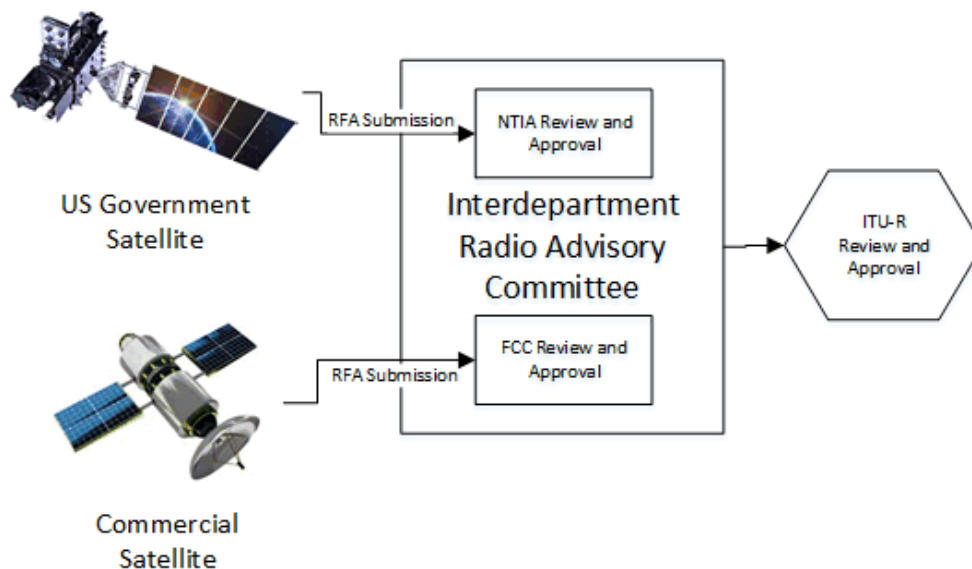 RFA Submission
NTIA Review and
Approval
US Government
Satellite
Interdepartment
Radio Advisory
Committee
ITU-R
Review and
Approval
RFA Submission
FCC Review and
Approval
Commercial
Satellite